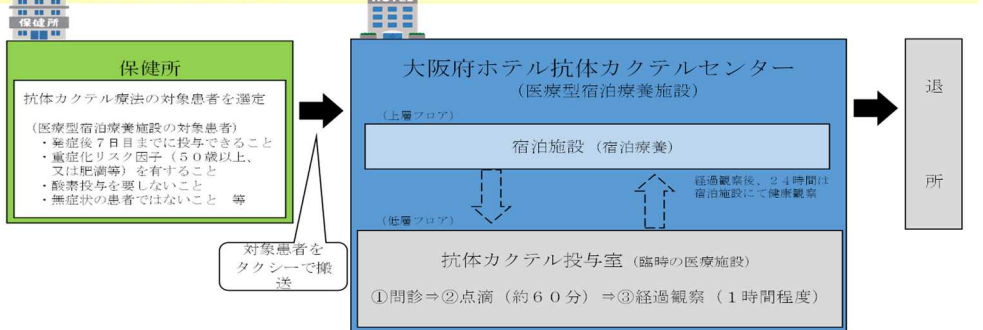 保健所
HOTEL
保健所
抗体カクテル療法の対象患者を選定
(医療型宿泊療養施設の対象患者)
・発症後7日目までに投与できること
・重症化リスク因子(50歳以上、
又は肥満等)を有すること
・酸素投与を要しないこと
・無症状の患者ではないこと 等
対象患者を
タクシーで搬
送
大阪府ホテル抗体カクテルセンター
(医療型宿泊療養施設)
(上層フロア)
宿泊施設(宿泊療養)
経過観察後、24時間は
宿泊施設にて健康観察
(低層フロア)
抗体カクテル投与室(臨時の医療施設)
①問診⇒②点滴(約60分)⇒③経過観察(1時間程度)
退
所